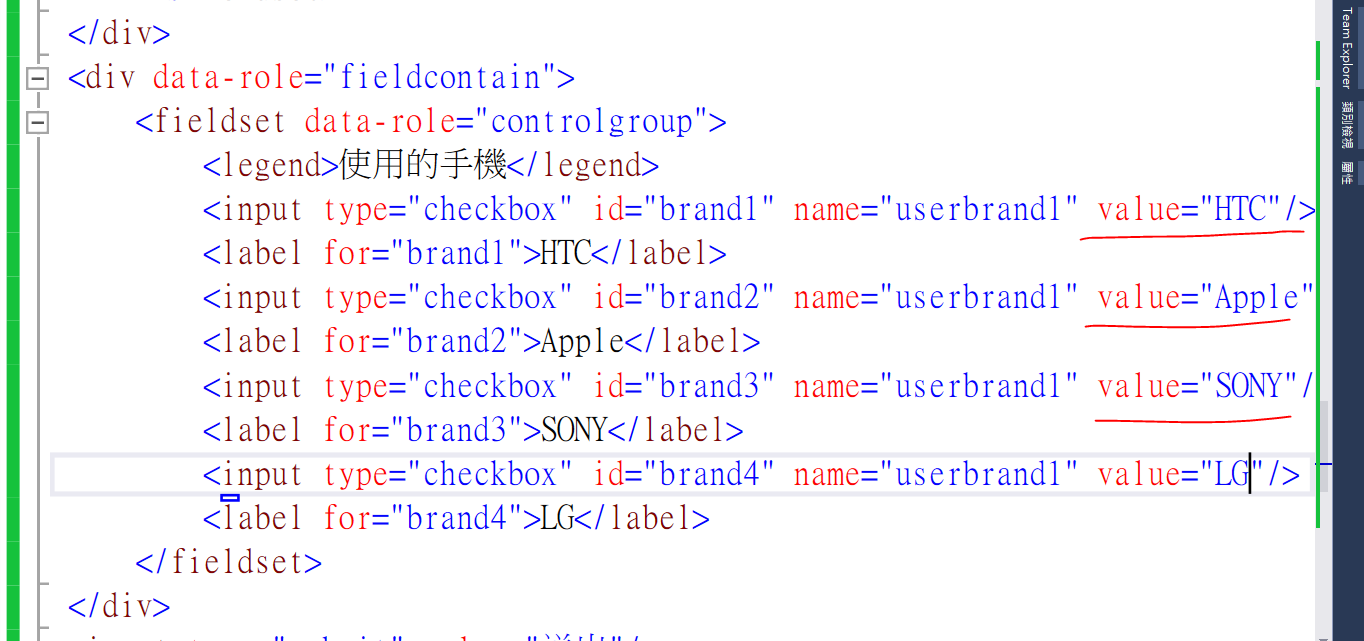 </div>
<div data-role="fieldcontain">
<fieldset data-role="controlgroup">
<legend>使用的手機</legend>
<input type="checkbox" id="brand1" name="userbrand1" value="HTC"/>
<label for="brand1">HTC</label>
<input type="checkbox" id="brand2" name="userbrand1" value="Apple"
<label for="brand2">Apple</label>
<input type="checkbox" id="brand3" name="userbrand1" value="SONY"/
<label for="brand3">SONY</label>
<input type="checkbox" id="brand4" name="userbrand1" value="LG"/>
<label for="brand4">LG</label>
</fieldset>
</div>
Team Explorer
類別檢視
屬性